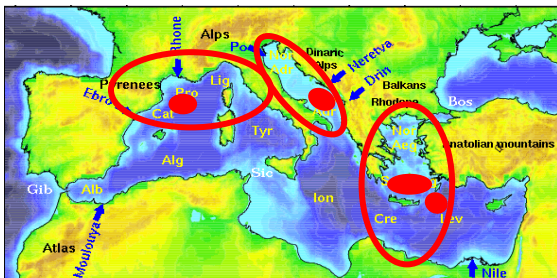 Alps
Rhone
Po
Nor
Adr
Dinaric
Alps
Neretva
Drin
Pyrenees
Lig
Pro
Ebro
Cat
Balkans
Rhodope
Bos
Nor
Aeg
Anatolian mountains
Tyr
Alg
Sic
Gib
Alb
Ion
Cre
Lev
Atlas
Moulouya
Nile